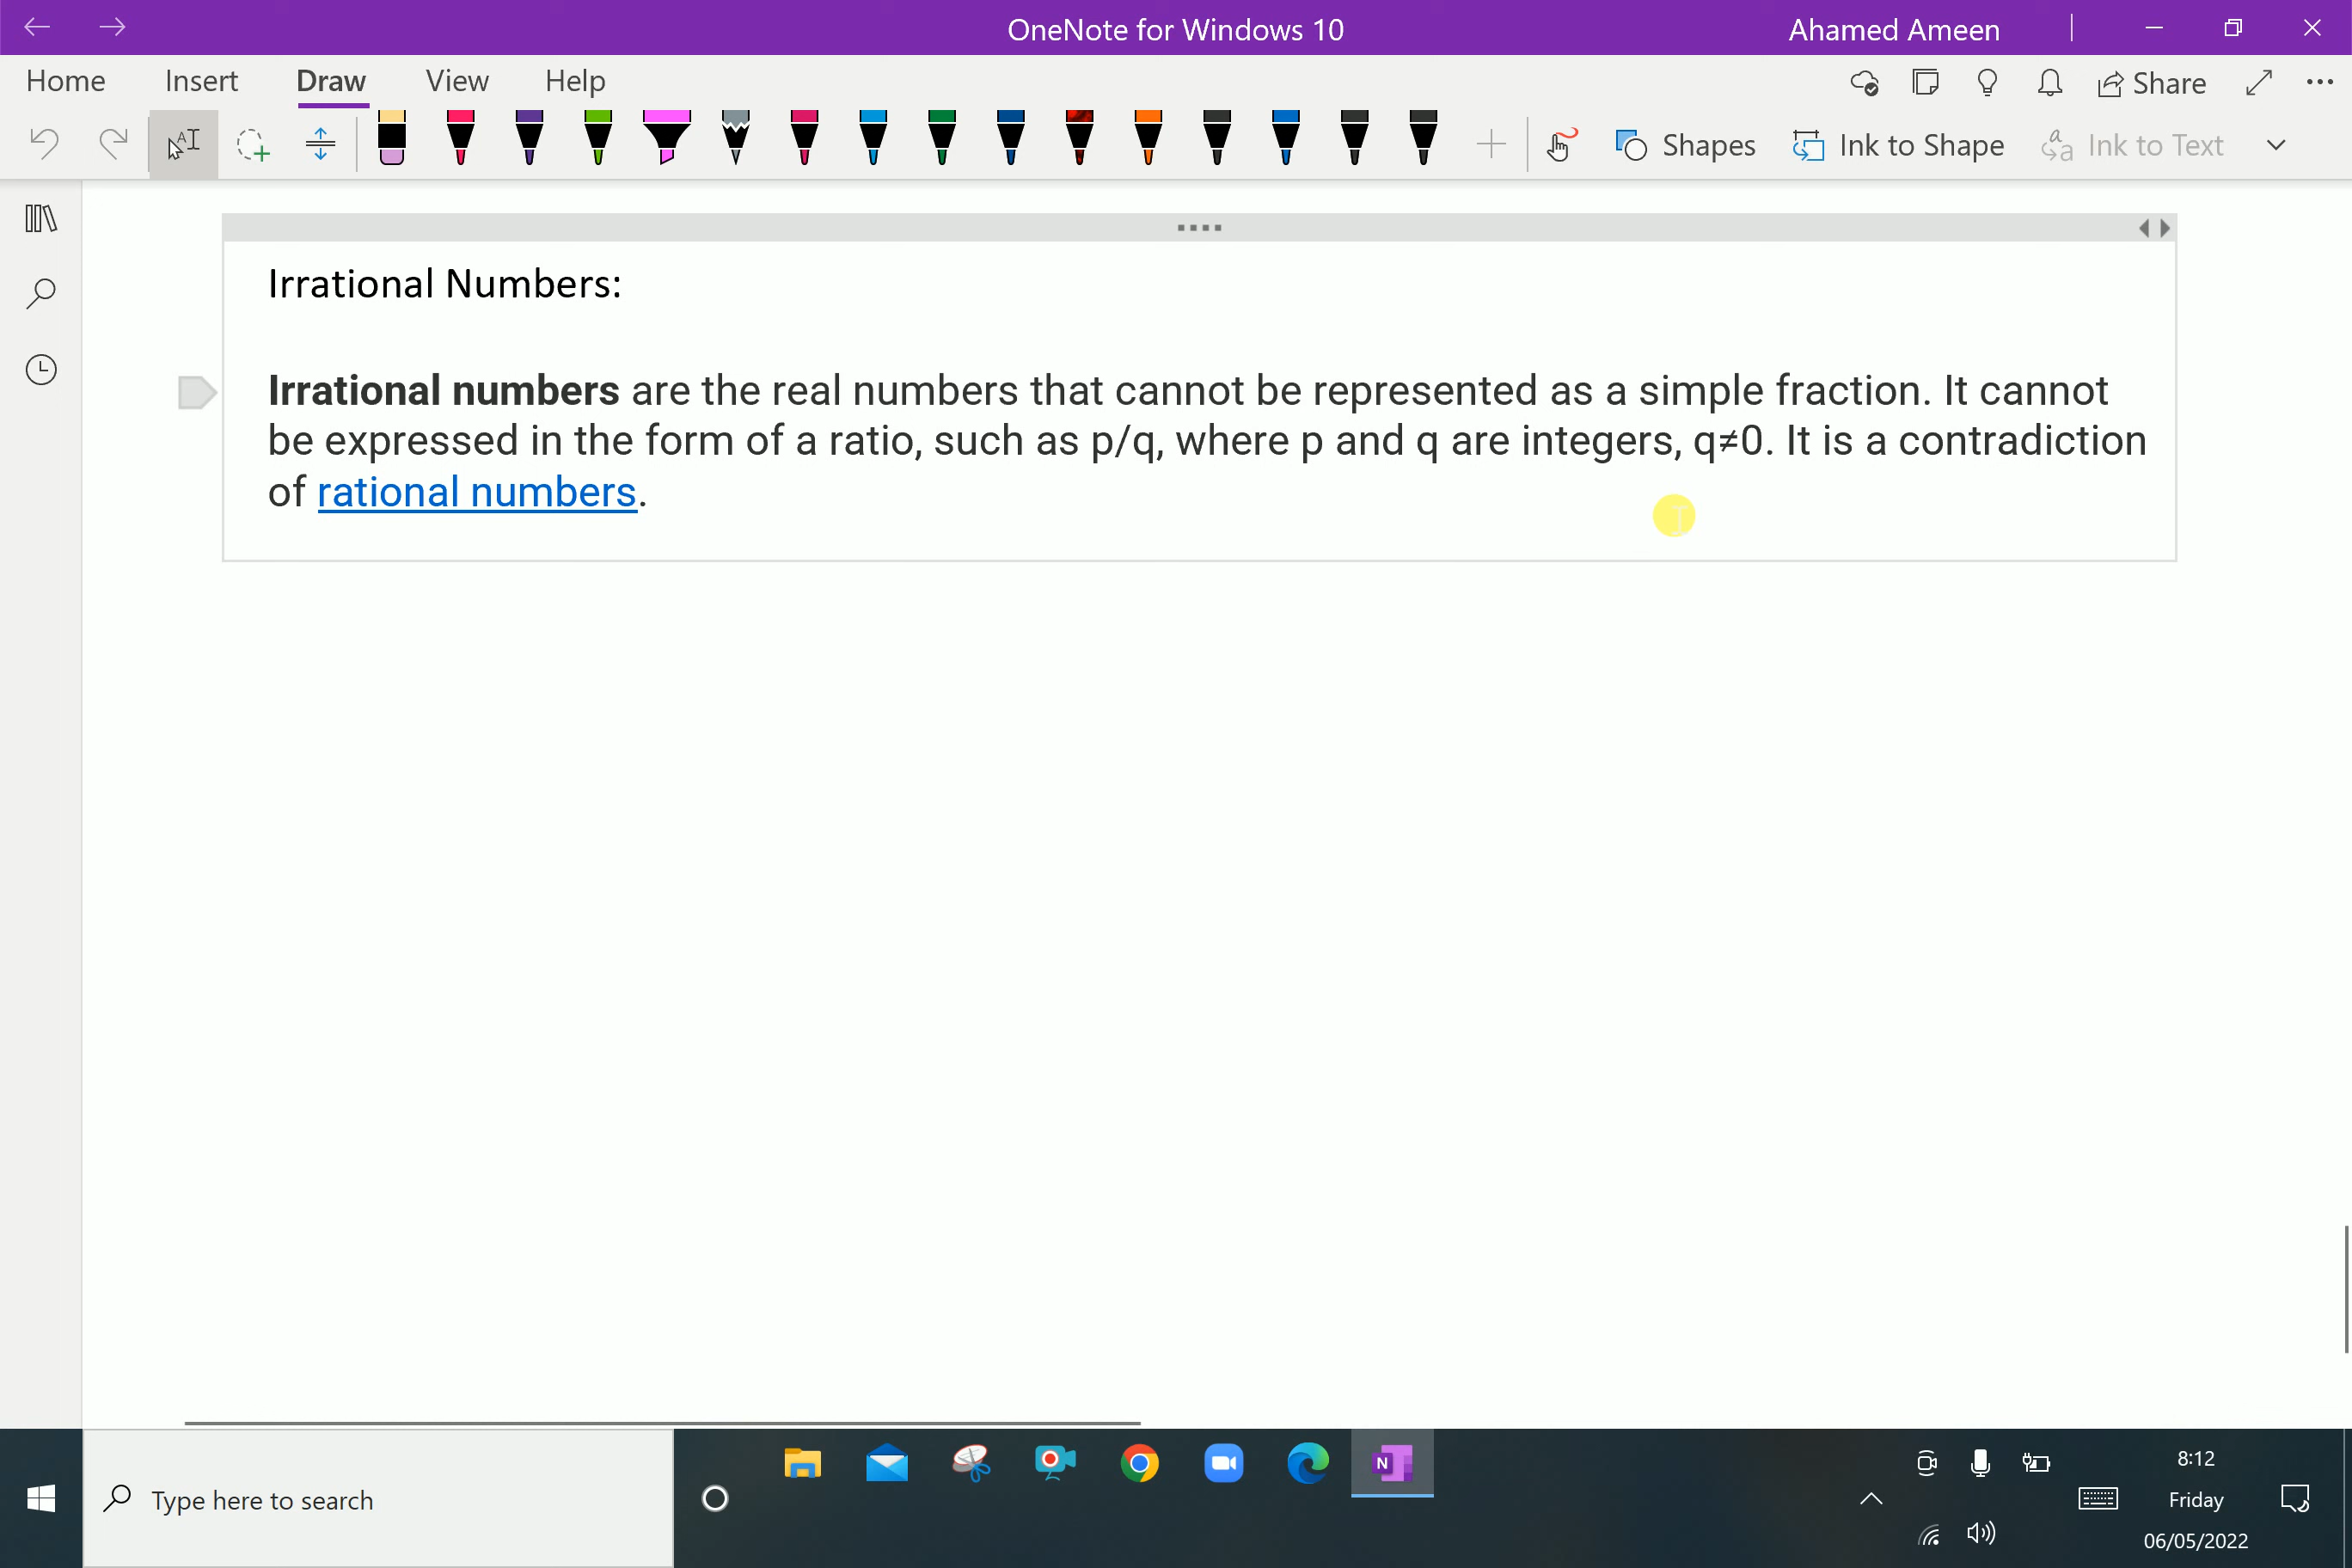 OneNote for Windows 10
Ahamed Ameen
Home Insert Draw View Help
Share
Shapes Ink to Shape Ink to Text
Irrational Numbers:
Irrational numbers are the real numbers that cannot be represented as a simple fraction. It cannot
be expressed in the form of a ratio, such as p/q, where p and q are integers, q≠0. It is a contradiction
of rational numbers.
Type here to search
8:12
Friday
06/05/2022